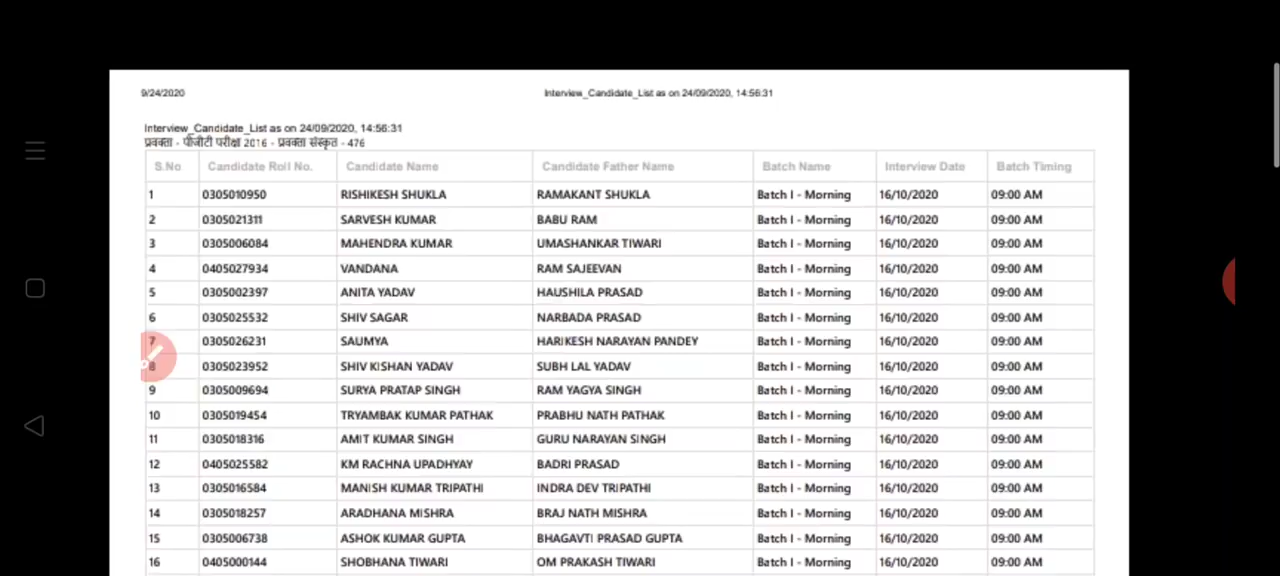 9/24/2020 Interview_Candidate_List as on 24/09/2020, 14:56:31
Interview_Candidate_List as on 24/09/2020, 14:56:31
प्रवक्ता - पीजीटी परीक्षा 2016 - प्रवक्ता संस्कृत - 476
S.No Candidate Roll No. Candidate Name Candidate Father Name Batch Name Interview Date Batch Timing
1 0305010950 RISHIKESH SHUKLA RAMAKANT SHUKLA Batch I - Morning 16/10/2020 09:00 AM
2 0305021311 SARVESH KUMAR BABU RAM Batch I - Morning 16/10/2020 09:00 AM
3 0305006084 MAHENDRA KUMAR UMASHANKAR TIWARI Batch I - Morning 16/10/2020 09:00 AM
4 0405027934 VANDANA RAM SAJEEVAN Batch I - Morning 16/10/2020 09:00 AM
5 0305002397 ANITA YADAV HAUSHILA PRASAD Batch I - Morning 16/10/2020 09:00 AM
6 0305025532 SHIV SAGAR NARBADA PRASAD Batch I - Morning 16/10/2020 09:00 AM
7 0305026231 SAUMYA HARIKESH NARAYAN PANDEY Batch I - Morning 16/10/2020 09:00 AM
8 0305023952 SHIV KISHAN YADAV SUBH LAL YADAV Batch I - Morning 16/10/2020 09:00 AM
9 0305009694 SURYA PRATAP SINGH RAM YAGYA SINGH Batch I - Morning 16/10/2020 09:00 AM
10 0305019454 TRYAMBAK KUMAR PATHAK PRABHU NATH PATHAK Batch I - Morning 16/10/2020 09:00 AM
11 0305018316 AMIT KUMAR SINGH GURU NARAYAN SINGH Batch I - Morning 16/10/2020 09:00 AM
12 0405025582 KM RACHNA UPADHYAY BADRI PRASAD Batch I - Morning 16/10/2020 09:00 AM
13 0305016584 MANISH KUMAR TRIPATHI INDRA DEV TRIPATHI Batch I - Morning 16/10/2020 09:00 AM
14 0305018257 ARADHANA MISHRA BRAJ NATH MISHRA Batch I - Morning 16/10/2020 09:00 AM
15 0305006738 ASHOK KUMAR GUPTA BHAGAVTI PRASAD GUPTA Batch I - Morning 16/10/2020 09:00 AM
16 0405000144 SHOBHANA TIWARI OM PRAKASH TIWARI Batch I - Morning 16/10/2020 09:00 AM